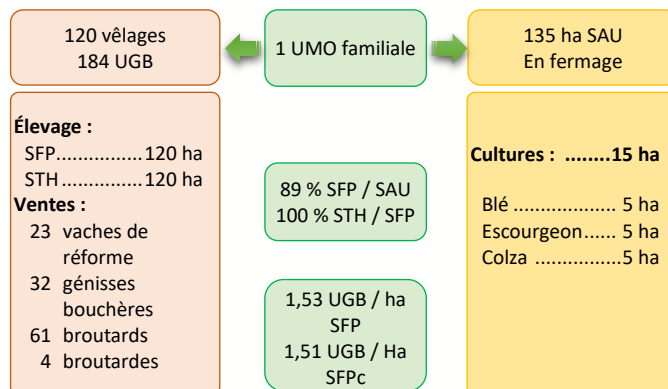 120 vêlages
184 UGB
1 UMO familiale
135 ha SAU
En fermage
Élevage :
SFP................120 ha
STH................120 ha
Ventes :
23 vaches de
réforme
32 génisses
bouchères
61 broutards
4 broutardes
89 % SFP / SAU
100 % STH / SFP
1,53 UGB / ha
SFP
1,51 UGB / Ha
SFPc
Cultures : ........15 ha
Blé ................. 5 ha
Escourgeon...... 5 ha
Colza ...............5 ha